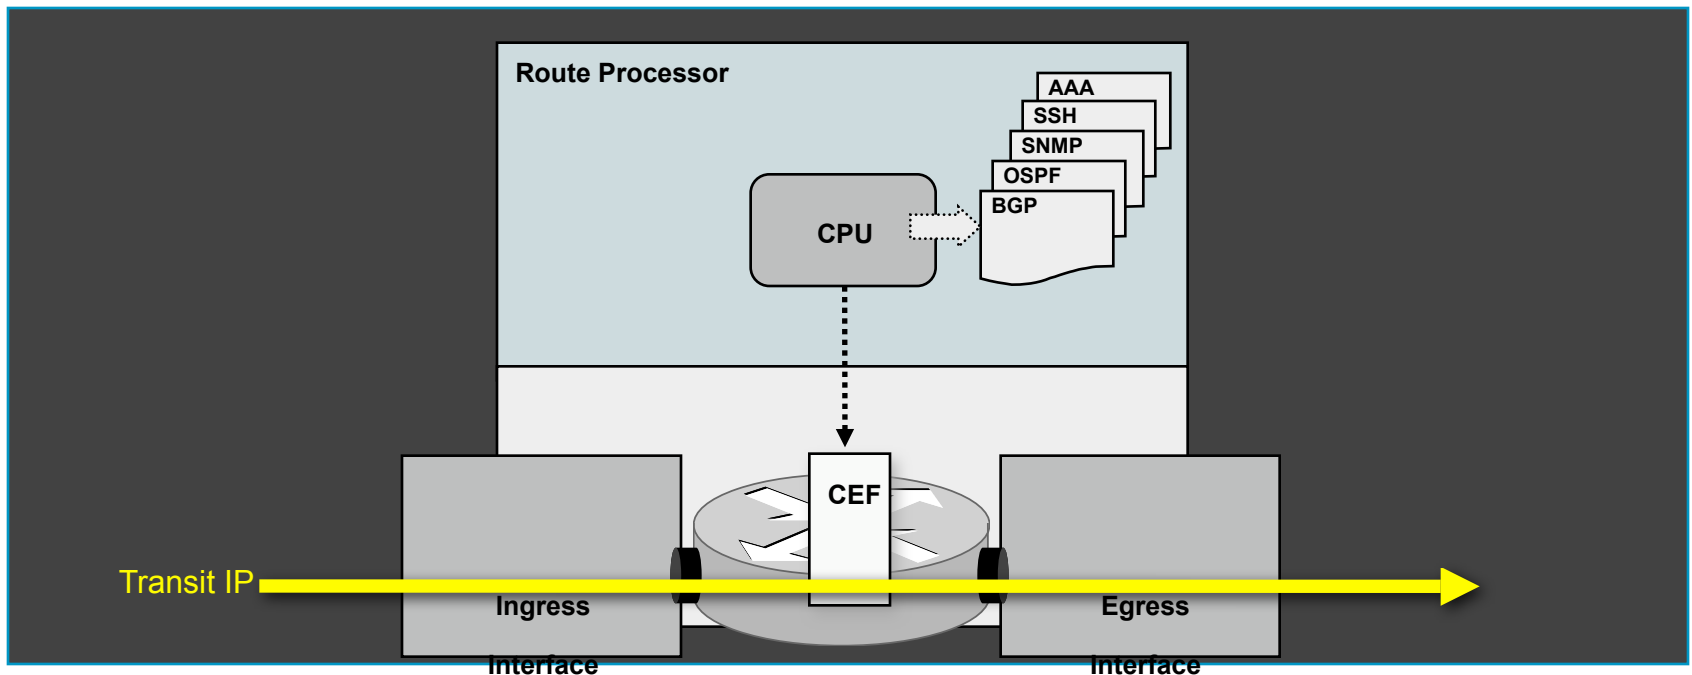 Route Processor
AAA
SSH
SNMP
OSPF
BGP
CPU
CEF
Transit IP
Ingress
Interface
Egress
Interface